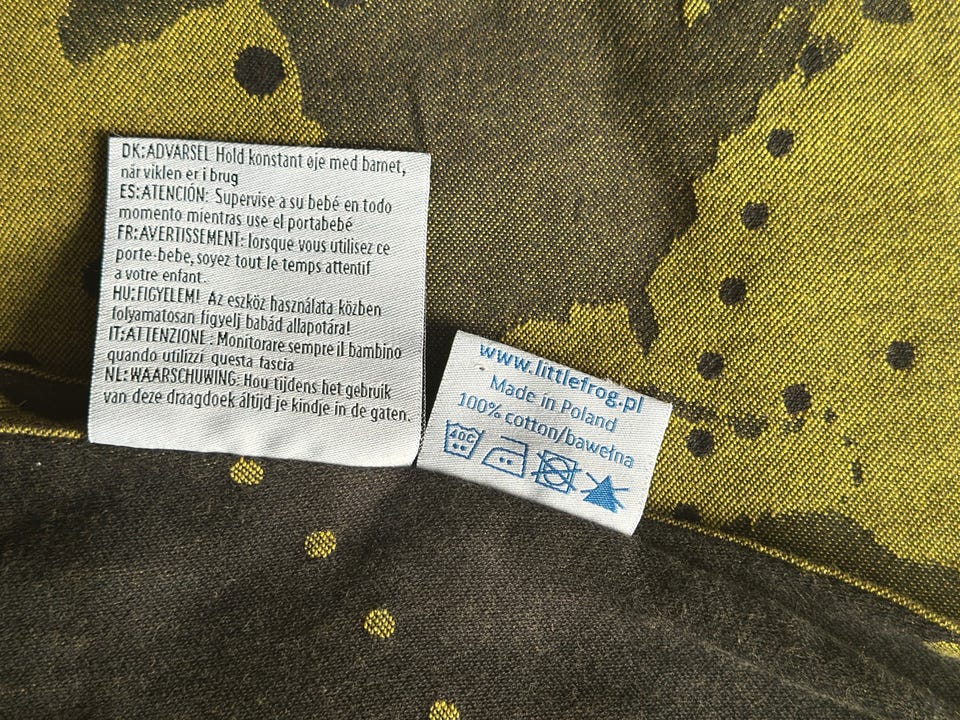 DK:ADVARSEL Hold konstant øje med barnet,
når viklen er i brug
ES:ATENCIÓN: Supervise a su bebé en todo
momento mientras use el portabebé
FR:AVERTISSEMENT: lorsque vous utilisez ce
porte-bebe, soyez tout le temps attentif
a votre enfant.
HU:FIGYELEM! Az eszköz használata közben
folyamatosan figyelj babád allapotára!
IT:ATTENZIONE: Monitorare sempre il bambino
quando utilizzi questa fascia
NL:WAARSCHUWING: Hou tijdens het gebruik
van deze draagdoek áltijd je kindje in de gaten.
www.littlefrog.pl
Made in Poland
100% cotton/bawełna
40C